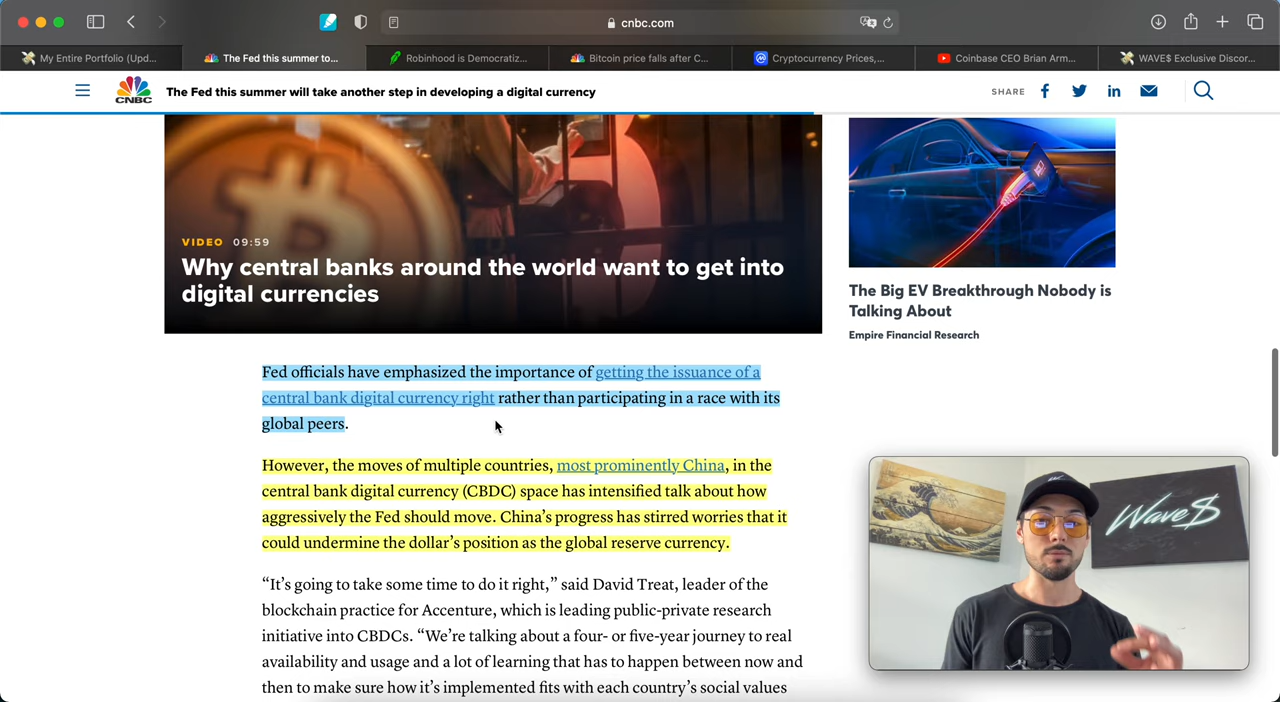 cnbc.com
My Entire Portfolio (Upd...
The Fed this summer to...
Robinhood is Democratiz...
Bitcoin price falls after C...
Cryptocurrency Prices,...
Coinbase CEO Brian Arm...
WAVE$ Exclusive Discor...
CNBC
The Fed this summer will take another step in developing a digital currency
SHARE
VIDEO 09:59
Why central banks around the world want to get into
digital currencies
The Big EV Breakthrough Nobody is
Talking About
Empire Financial Research
Fed officials have emphasized the importance of getting the issuance of a
central bank digital currency right rather than participating in a race with its
global peers.
However, the moves of multiple countries, most prominently China, in the
central bank digital currency (CBDC) space has intensified talk about how
aggressively the Fed should move. China’s progress has stirred worries that it
could undermine the dollar’s position as the global reserve currency.
“It’s going to take some time to do it right,” said David Treat, leader of the
blockchain practice for Accenture, which is leading public-private research
initiative into CBDCs. “We’re talking about a four- or five-year journey to real
availability and usage and a lot of learning that has to happen between now and
then to make sure how it’s implemented fits with each country’s social values
Wave$